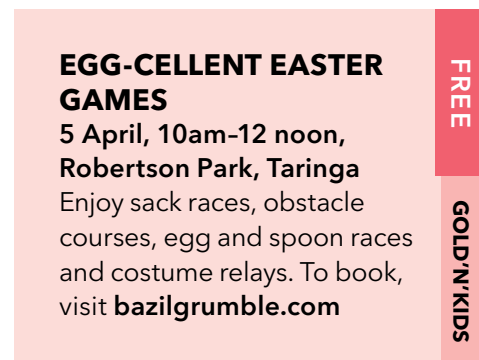 EGG-CELLENT EASTER
GAMES
5 April, 10am–12 noon,
Robertson Park, Taringa
Enjoy sack races, obstacle
courses, egg and spoon races
and costume relays. To book,
visit bazilgrumble.com
FREE
GOLD'N'KIDS